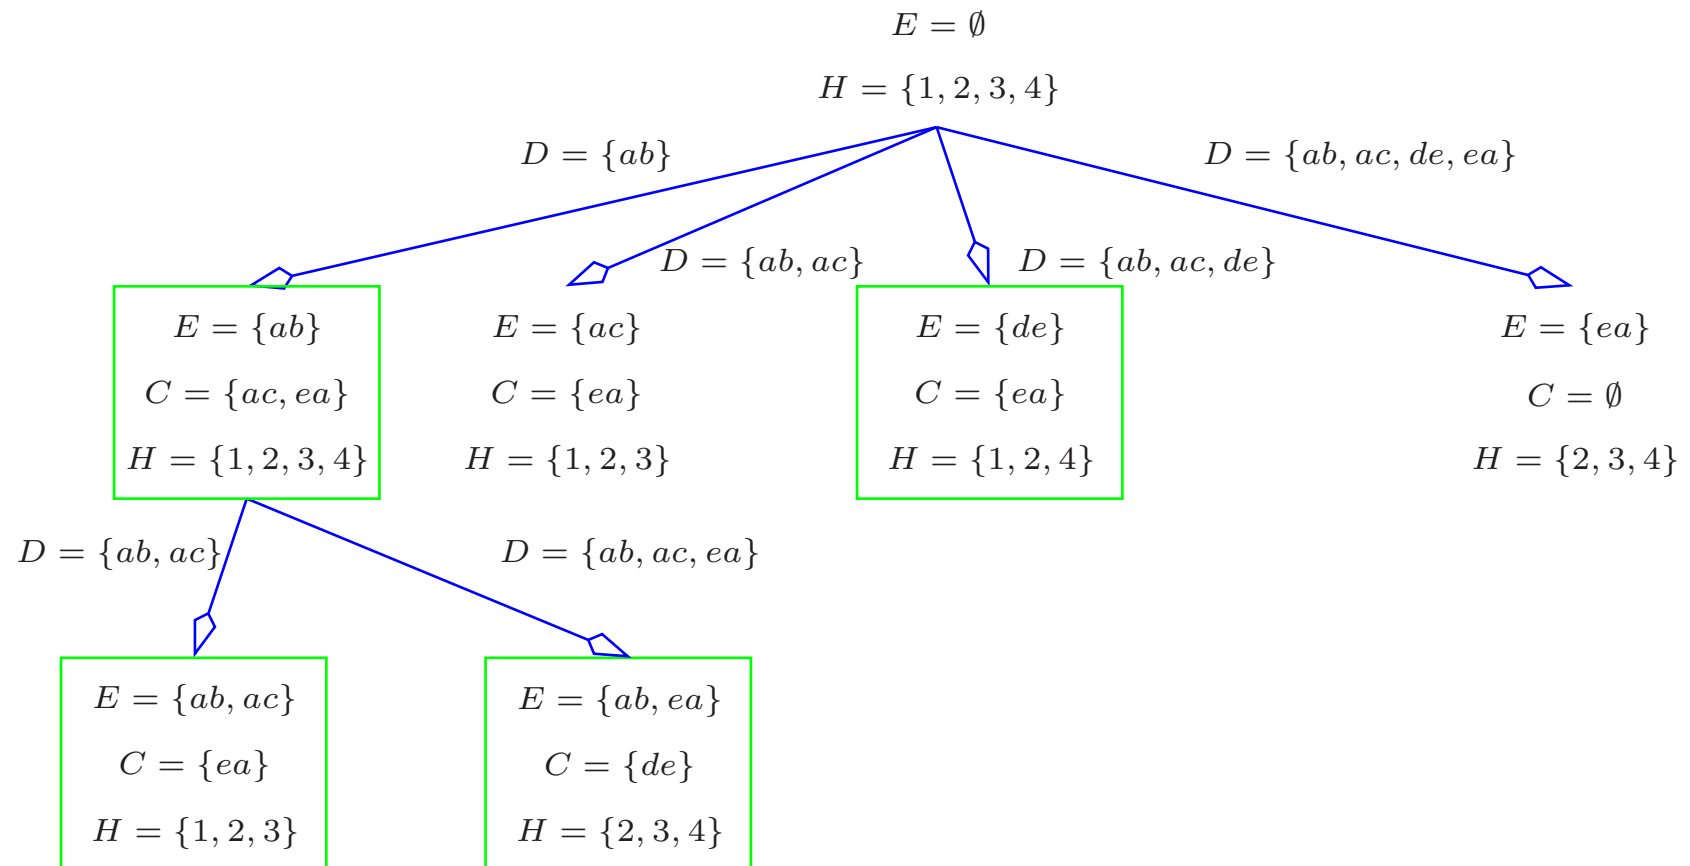 E = ∅
H = {1, 2, 3, 4}
D = {ab}
D = {ab, ac, de, ea}
D = {ab, ac}
D = {ab, ac, de}
E = {ab}
C = {ac, ea}
H = {1, 2, 3, 4}
E = {ac}
C = {ea}
H = {1, 2, 3}
E = {de}
C = {ea}
H = {1, 2, 4}
E = {ea}
C = ∅
H = {2, 3, 4}
D = {ab, ac}
D = {ab, ac, ea}
E = {ab, ac}
C = {ea}
H = {1, 2, 3}
E = {ab, ea}
C = {de}
H = {2, 3, 4}